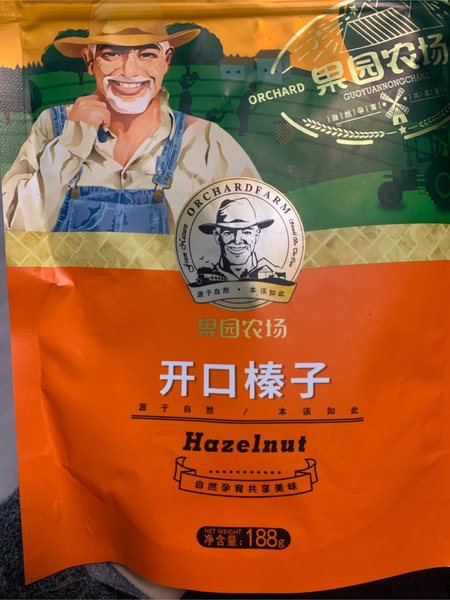 果园农场
ORCHARD
GUOYUANNONGCHANG
ORCHARDFARM
From Nature
源于自然·本该如此
果园农场
开口榛子
源于自然/本该如此
Hazelnut
自然孕育共享美味
NET WEIGHT
净含量:188g